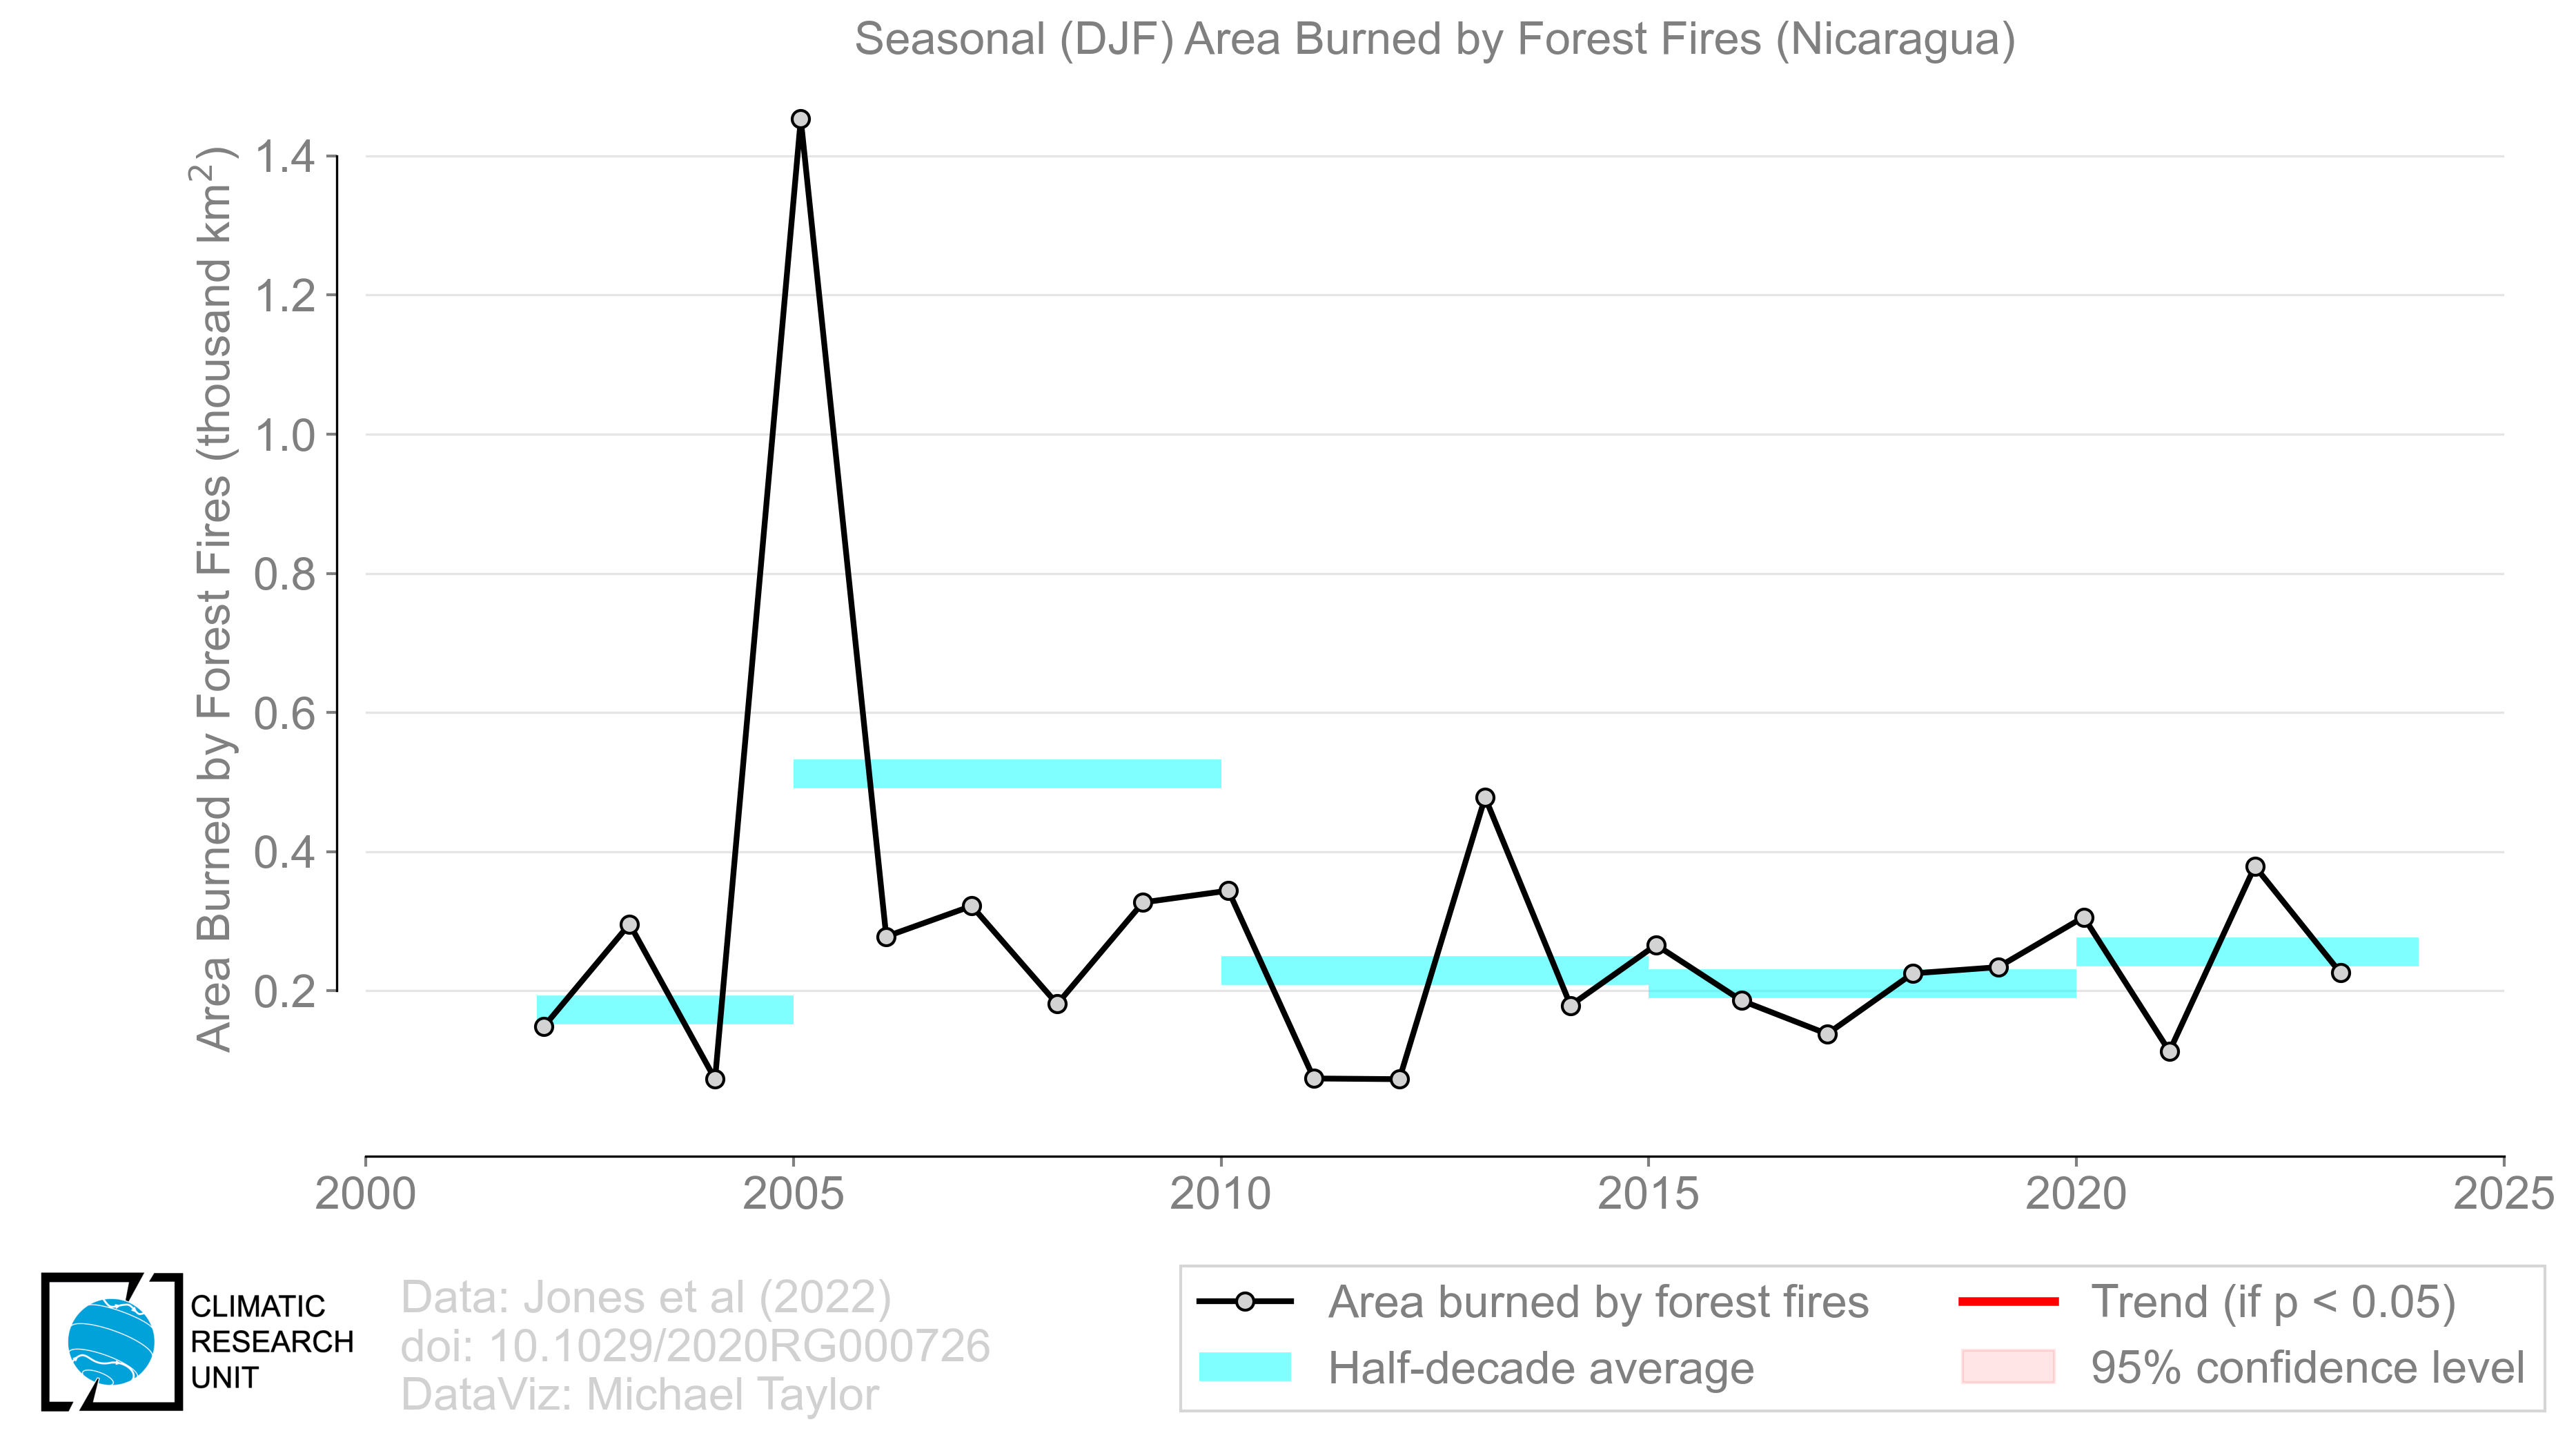 Seasonal (DJF) Area Burned by Forest Fires (Nicaragua)
Area Burned by Forest Fires (thousand km²)
1.4
1.2
1.0
0.8
0.6
0.4
0.2
2000 2005 2010 2015 2020 2025
CLIMATIC
RESEARCH
UNIT
Data: Jones et al (2022)
doi: 10.1029/2020RG000726
DataViz: Michael Taylor
Area burned by forest fires
Half-decade average
Trend (if p < 0.05)
95% confidence level